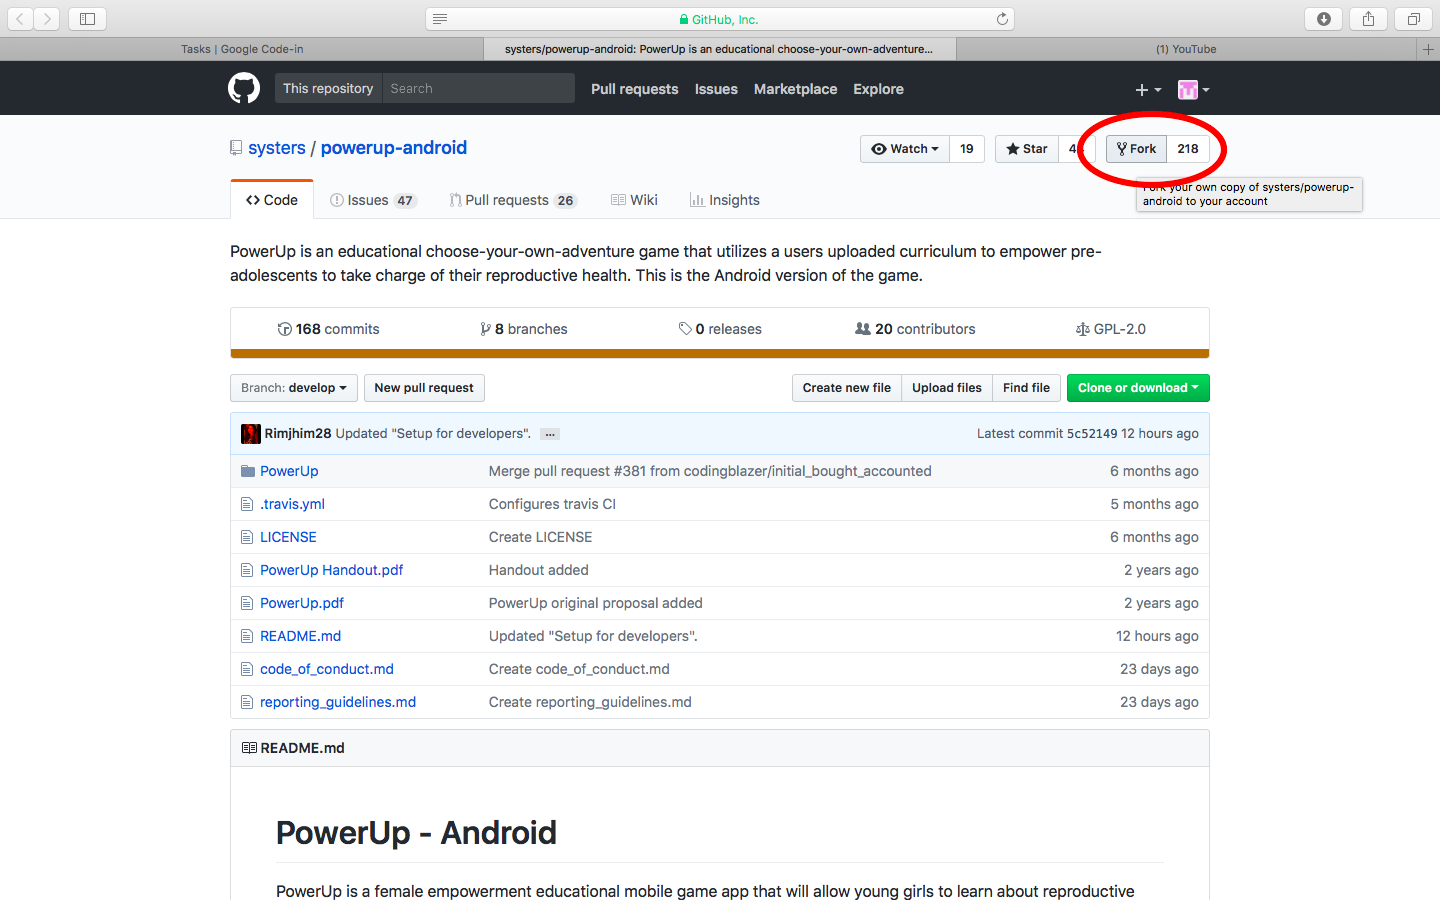 GitHub, Inc.
Tasks | Google Code-in
systers/powerup-android: PowerUp is an educational choose-your-own-adventure...
(1) YouTube
This repository
Search
Pull requests
Issues
Marketplace
Explore
systers / powerup-android
Watch
19
Star
4
Fork
218
Fork your own copy of systers/powerup-
android to your account
Code
Issues 47
Pull requests 26
Wiki
Insights
PowerUp is an educational choose-your-own-adventure game that utilizes a users uploaded curriculum to empower pre-
adolescents to take charge of their reproductive health. This is the Android version of the game.
168 commits
8 branches
0 releases
20 contributors
GPL-2.0
Branch: develop
New pull request
Create new file
Upload files
Find file
Clone or download
Rimjhim28 Updated "Setup for developers". ...
Latest commit 5c52149 12 hours ago
PowerUp Merge pull request #381 from codingblazer/initial_bought_accounted 6 months ago
.travis.yml Configures travis CI 5 months ago
LICENSE Create LICENSE 6 months ago
PowerUp Handout.pdf Handout added 2 years ago
PowerUp.pdf PowerUp original proposal added 2 years ago
README.md Updated "Setup for developers". 12 hours ago
code_of_conduct.md Create code_of_conduct.md 23 days ago
reporting_guidelines.md Create reporting_guidelines.md 23 days ago
README.md
PowerUp - Android
PowerUp is a female empowerment educational mobile game app that will allow young girls to learn about reproductive